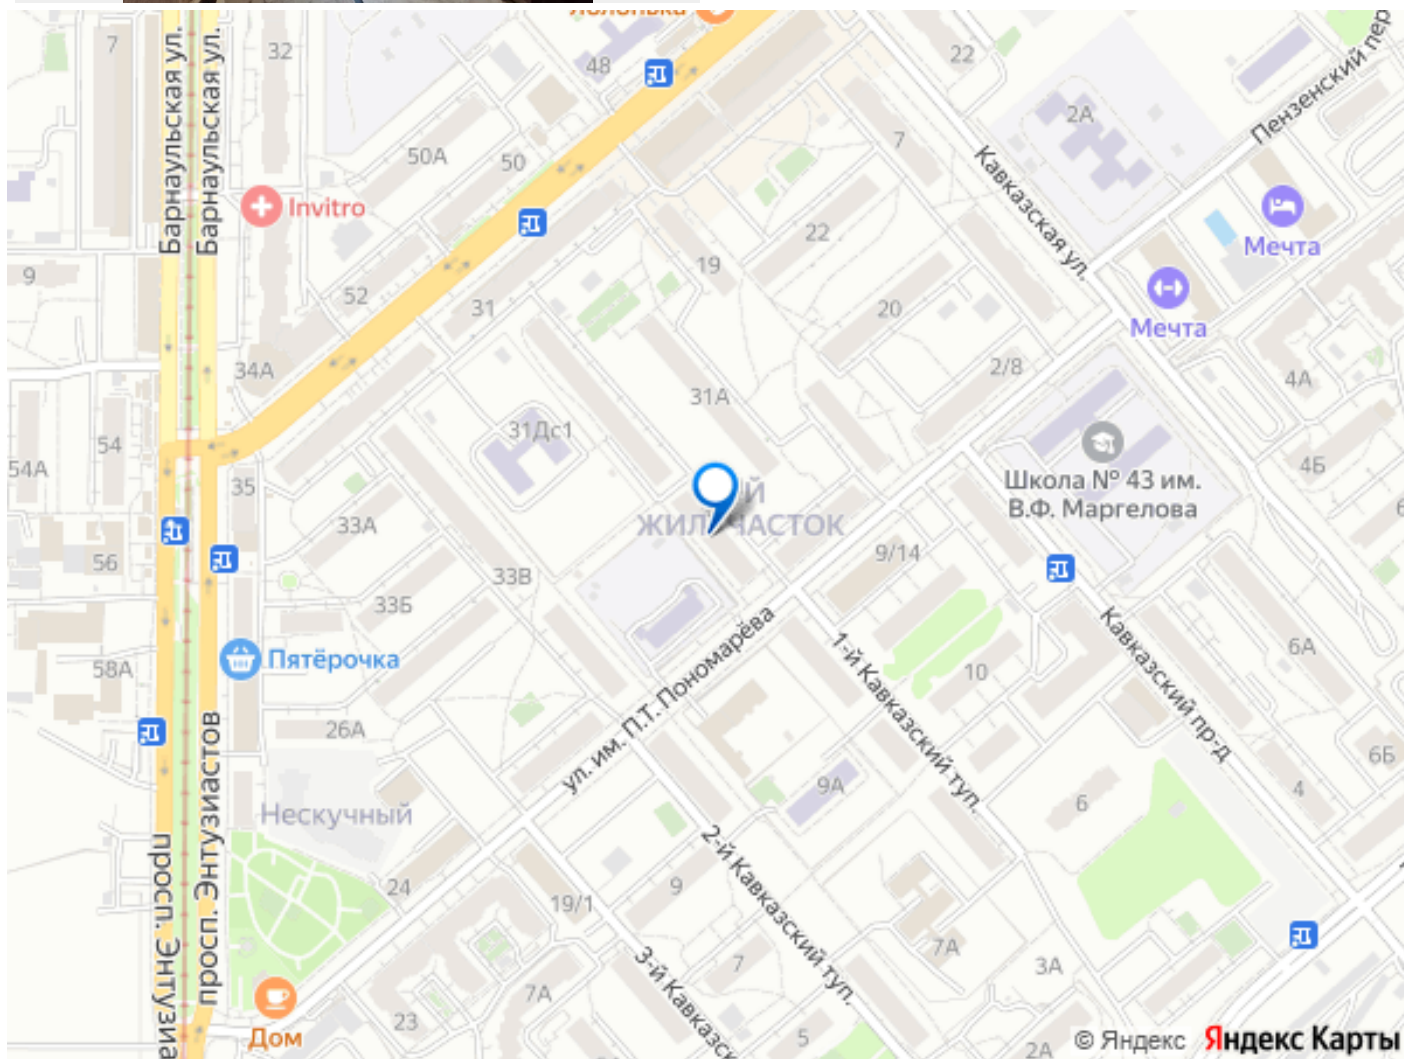 Барнаульская ул.
Барнаульская ул.
7
32
48
22
Пензенский пер
2А
50А
50
7
Кавказская ул.
Invitro
22
Мечта
9
19
52
31
20
Мечта
34А
2/8
4А
31А
31Дс1
54
54А
35
Школа № 43 им.
В.Ф. Маргелова
4Б
33А
ЖИЛ
ЧАСТОК
9/14
56
33В
33Б
6А
Пятёрочка
58А
ул. им. П.Т. Пономарёва
1-й Кавказский туп.
10
Кавказский пр-д
26А
9А
6
4
6Б
Нескучный
просп. Энтузиастов
просп. Энтузиа
24
19/1
9
2-й Кавказский туп.
7А
3-й Кавказск
7
3А
7А
23
5
2А
Дом
© Яндекс Яндекс Карты